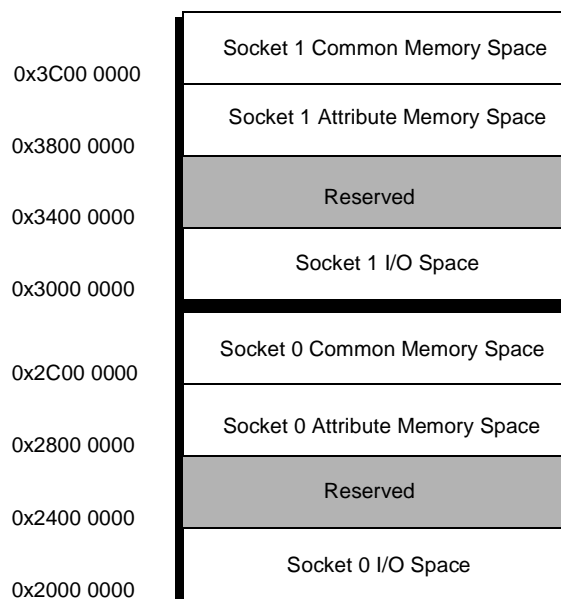 Socket 1 Common Memory Space
0x3C00 0000
Socket 1 Attribute Memory Space
0x3800 0000
Reserved
0x3400 0000
Socket 1 I/O Space
0x3000 0000
Socket 0 Common Memory Space
0x2C00 0000
Socket 0 Attribute Memory Space
0x2800 0000
Reserved
0x2400 0000
Socket 0 I/O Space
0x2000 0000